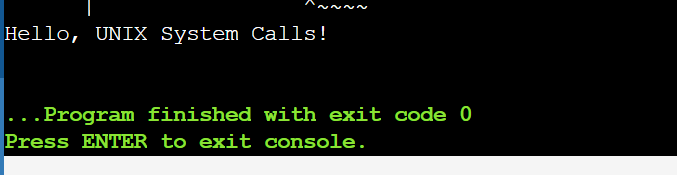 |                  ^~~~~
Hello, UNIX System Calls!
...Program finished with exit code 0
Press ENTER to exit console.